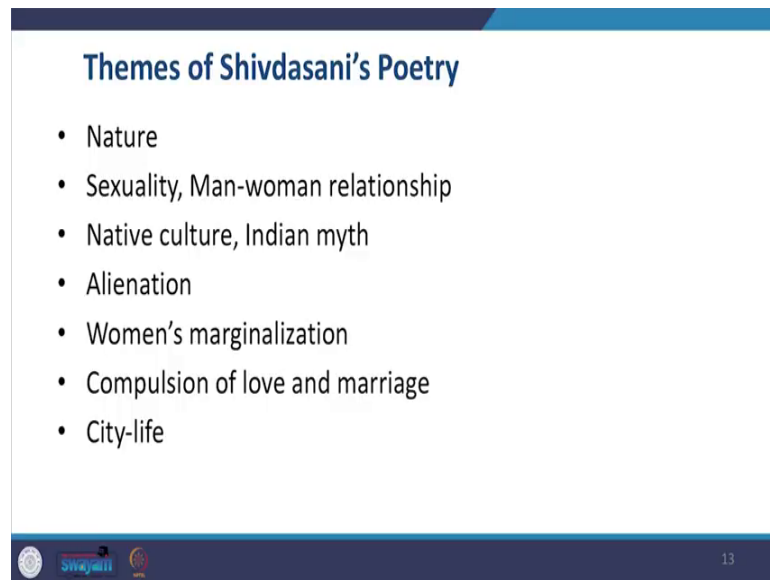 Themes of Shivdasani's Poetry
• Nature
• Sexuality, Man-woman relationship
• Native culture, Indian myth
• Alienation
• Women's marginalization
• Compulsion of love and marriage
• City-life
swayam
13